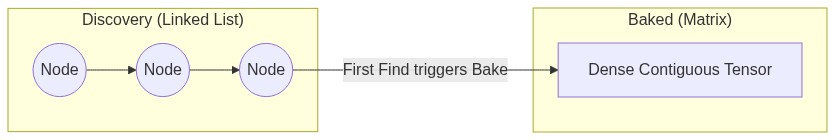 Discovery (Linked List)
Node
Node
Node
First Find triggers Bake
Baked (Matrix)
Dense Contiguous Tensor